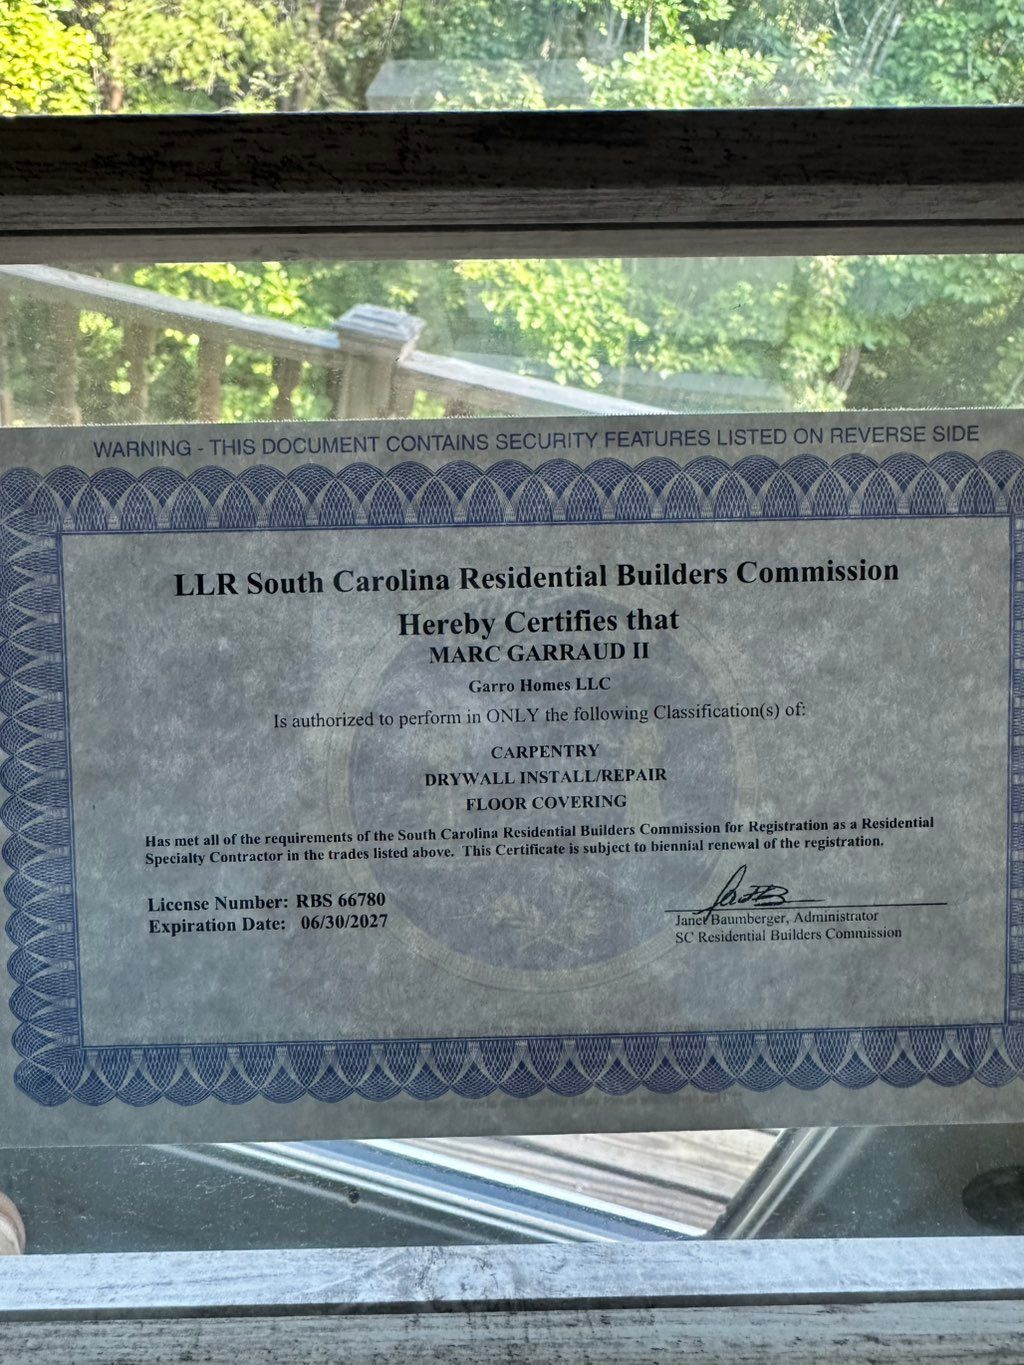 WARNING - THIS DOCUMENT CONTAINS SECURITY FEATURES LISTED ON REVERSE SIDE
LLR South Carolina Residential Builders Commission
Hereby Certifies that
MARC GARRAUD II
Garro Homes LLC
Is authorized to perform in ONLY the following Classification(s) of:
CARPENTRY
DRYWALL INSTALL/REPAIR
FLOOR COVERING
Has met all of the requirements of the South Carolina Residential Builders Commission for Registration as a Residential
Specialty Contractor in the trades listed above. This Certificate is subject to biennial renewal of the registration.
License Number: RBS 66780
Expiration Date: 06/30/2027
Janet Baumberger, Administrator
SC Residential Builders Commission